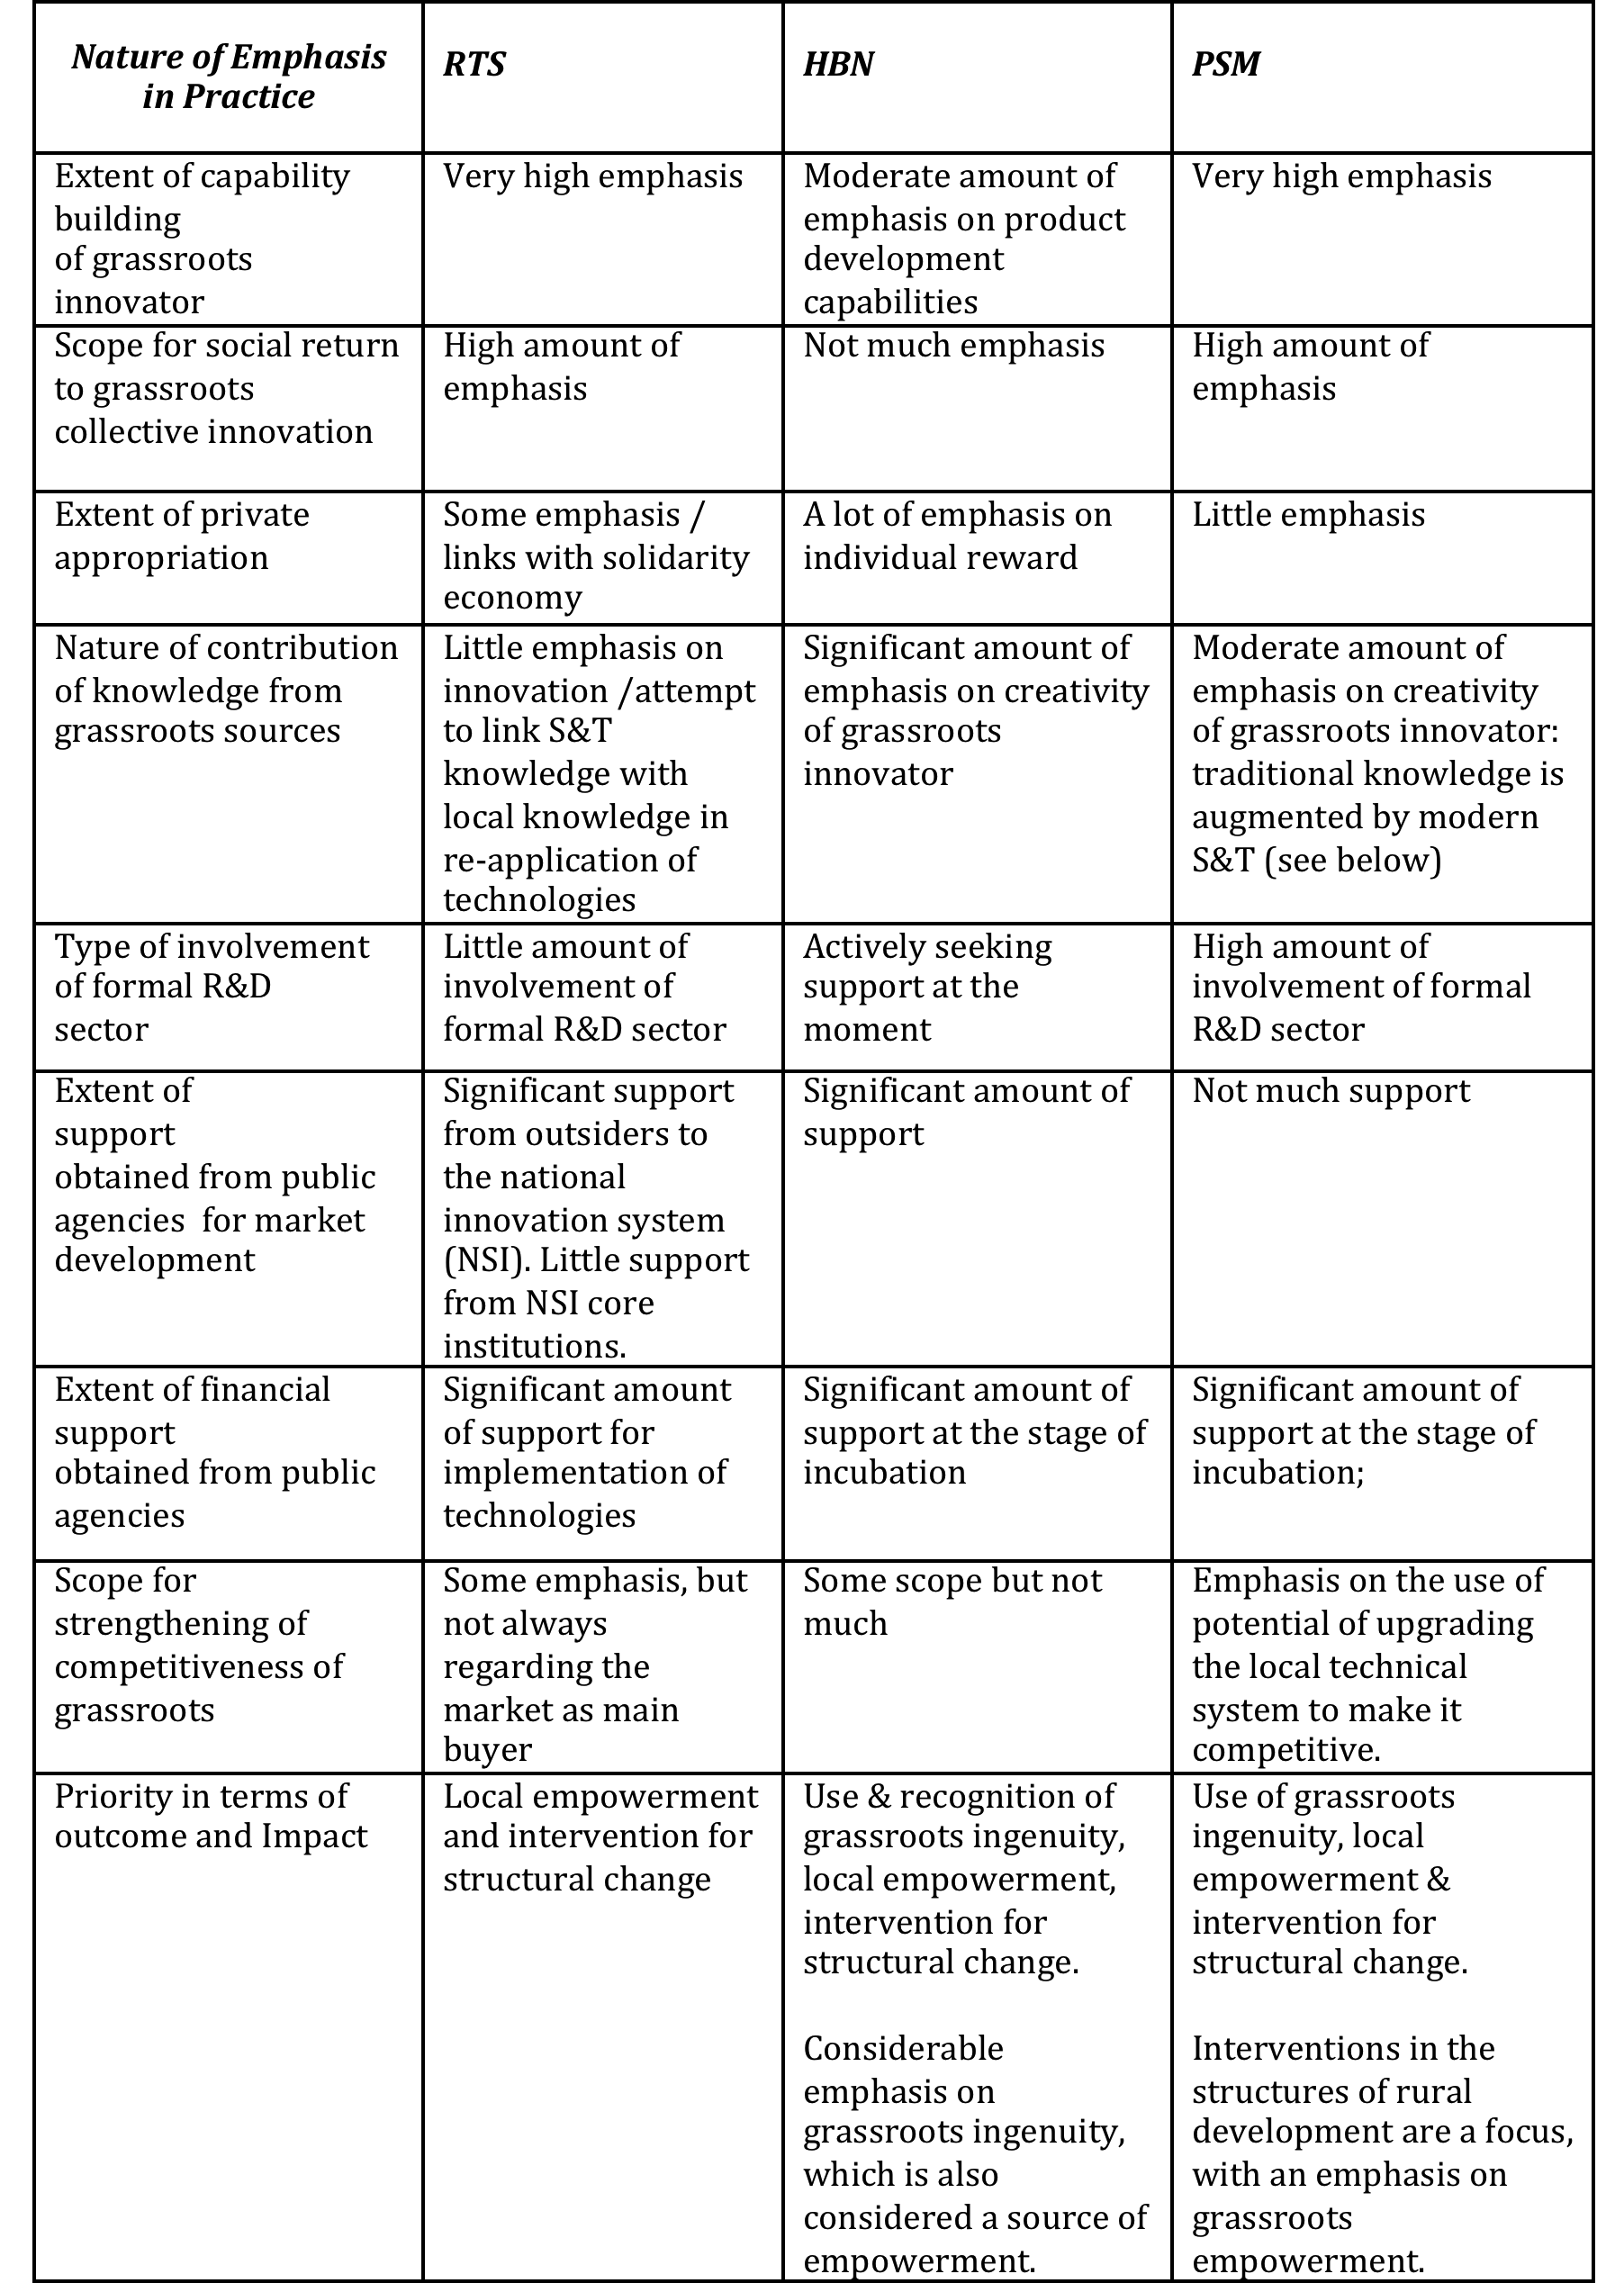 Nature of Emphasis
in Practice
RTS
HBN
PSM
Extent of capability
building
of grassroots
innovator
Very high emphasis
Moderate amount of
emphasis on product
development
capabilities
Very high emphasis
Scope for social return
to grassroots
collective innovation
High amount of
emphasis
Not much emphasis
High amount of
emphasis
Extent of private
appropriation
Some emphasis /
links with solidarity
economy
A lot of emphasis on
individual reward
Little emphasis
Nature of contribution
of knowledge from
grassroots sources
Little emphasis on
innovation /attempt
to link S&T
knowledge with
local knowledge in
re-application of
technologies
Significant amount of
emphasis on creativity
of grassroots
innovator
Moderate amount of
emphasis on creativity
of grassroots innovator:
traditional knowledge is
augmented by modern
S&T (see below)
Type of involvement
of formal R&D
sector
Little amount of
involvement of
formal R&D sector
Actively seeking
support at the
moment
High amount of
involvement of formal
R&D sector
Extent of
support
obtained from public
agencies  for market
development
Significant support
from outsiders to
the national
innovation system
(NSI). Little support
from NSI core
institutions.
Significant amount of
support
Not much support
Extent of financial
support
obtained from public
agencies
Significant amount
of support for
implementation of
technologies
Significant amount of
support at the stage of
incubation
Significant amount of
support at the stage of
incubation;
Scope for
strengthening of
competitiveness of
grassroots
Some emphasis, but
not always
regarding the
market as main
buyer
Some scope but not
much
Emphasis on the use of
potential of upgrading
the local technical
system to make it
competitive.
Priority in terms of
outcome and Impact
Local empowerment
and intervention for
structural change
Use & recognition of
grassroots ingenuity,
local empowerment,
intervention for
structural change.
Considerable
emphasis on
grassroots ingenuity,
which is also
considered a source of
empowerment.
Use of grassroots
ingenuity, local
empowerment &
intervention for
structural change.
Interventions in the
structures of rural
development are a focus,
with an emphasis on
grassroots
empowerment.